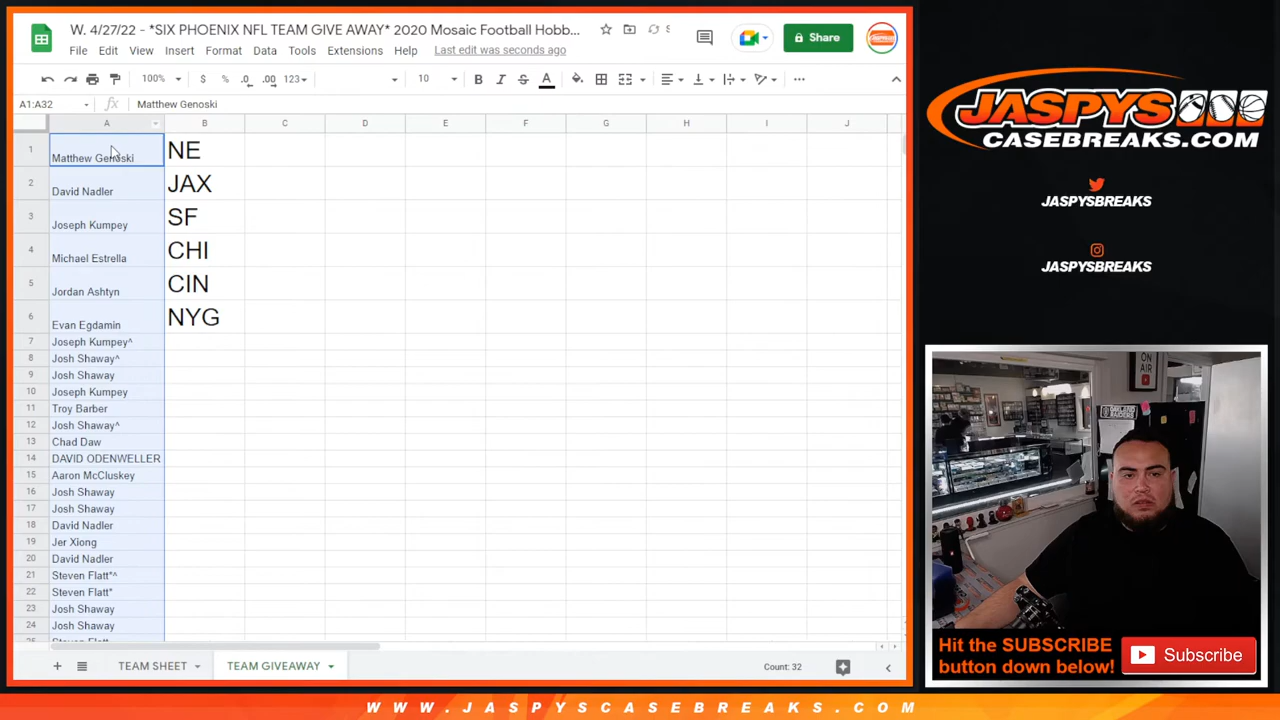 W. 4/27/22 - *SIX PHOENIX NFL TEAM GIVE AWAY* 2020 Mosaic Football Hobb...
File Edit View Insert Format Data Tools Extensions Help Last edit was seconds ago
Share
100% $ % .0 .00 123 10 B I S A
A1:A32 fx Matthew Genoski
A B C D E F G H I J
1 Matthew Genoski NE
2 David Nadler JAX
3 Joseph Kumpey SF
4 Michael Estrella CHI
5 Jordan Ashtyn CIN
6 Evan Egdamin NYG
7 Joseph Kumpey^
8 Josh Shaway^
9 Josh Shaway
10 Joseph Kumpey
11 Troy Barber
12 Josh Shaway^
13 Chad Daw
14 DAVID ODENWELLER
15 Aaron McCluskey
16 Josh Shaway
17 Josh Shaway
18 David Nadler
19 Jer Xiong
20 David Nadler
21 Steven Flatt*^
22 Steven Flatt*
23 Josh Shaway
24 Josh Shaway
25 Steven Flatt
TEAM SHEET TEAM GIVEAWAY Count: 32
JASPYS
CASEBREAKS.COM
JASPYSBREAKS
JASPYSBREAKS
ON AIR
OAKLAND
RAIDERS
Hit the SUBSCRIBE
button down below!
Subscribe
WWW.JASPYSCASEBREAKS.COM